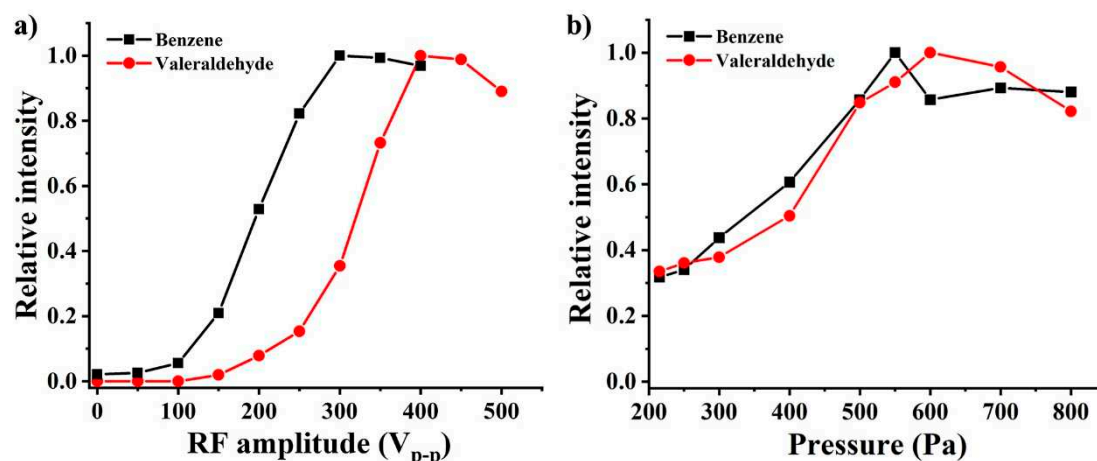 a)
Benzene
Valeraldehyde
1.0
0.8
0.6
0.4
0.2
0.0
Relative intensity
0 100 200 300 400 500
RF amplitude (Vp-p)
b)
Benzene
Valeraldehyde
1.0
0.8
0.6
0.4
0.2
0.0
Relative intensity
200 300 400 500 600 700 800
Pressure (Pa)